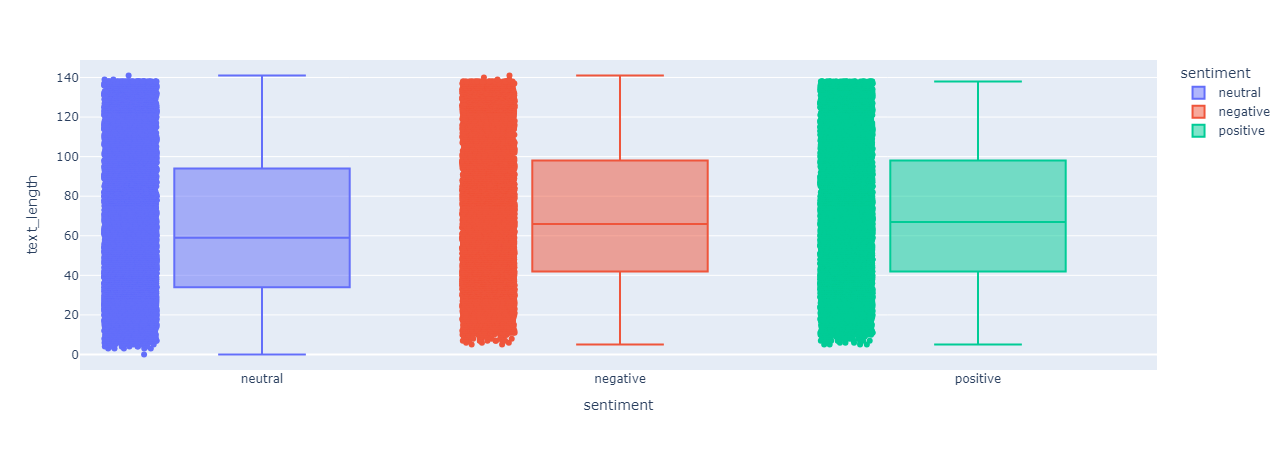 sentiment
neutral
negative
positive
text_length
140
120
100
80
60
40
20
0
neutral negative positive
sentiment